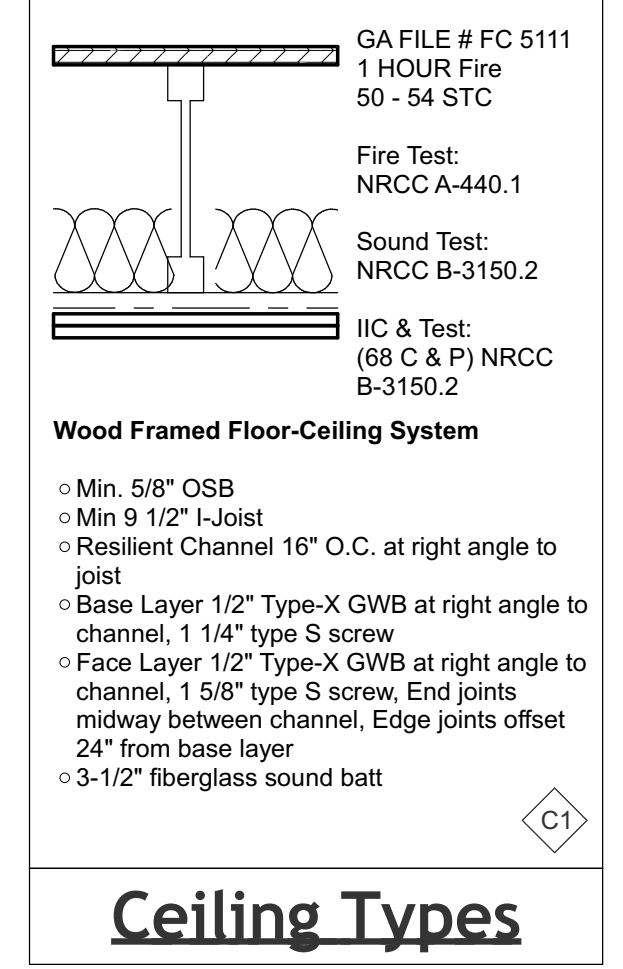 GA FILE # FC 5111
1 HOUR Fire
50 - 54 STC
Fire Test:
NRCC A-440.1
Sound Test:
NRCC B-3150.2
IIC & Test:
(68 C & P) NRCC
B-3150.2
Wood Framed Floor-Ceiling System
○ Min. 5/8" OSB
○ Min 9 1/2" I-Joist
○ Resilient Channel 16" O.C. at right angle to
joist
○ Base Layer 1/2" Type-X GWB at right angle to
channel, 1 1/4" type S screw
○ Face Layer 1/2" Type-X GWB at right angle to
channel, 1 5/8" type S screw, End joints
midway between channel, Edge joints offset
24" from base layer
○ 3-1/2" fiberglass sound batt
C1
Ceiling Types